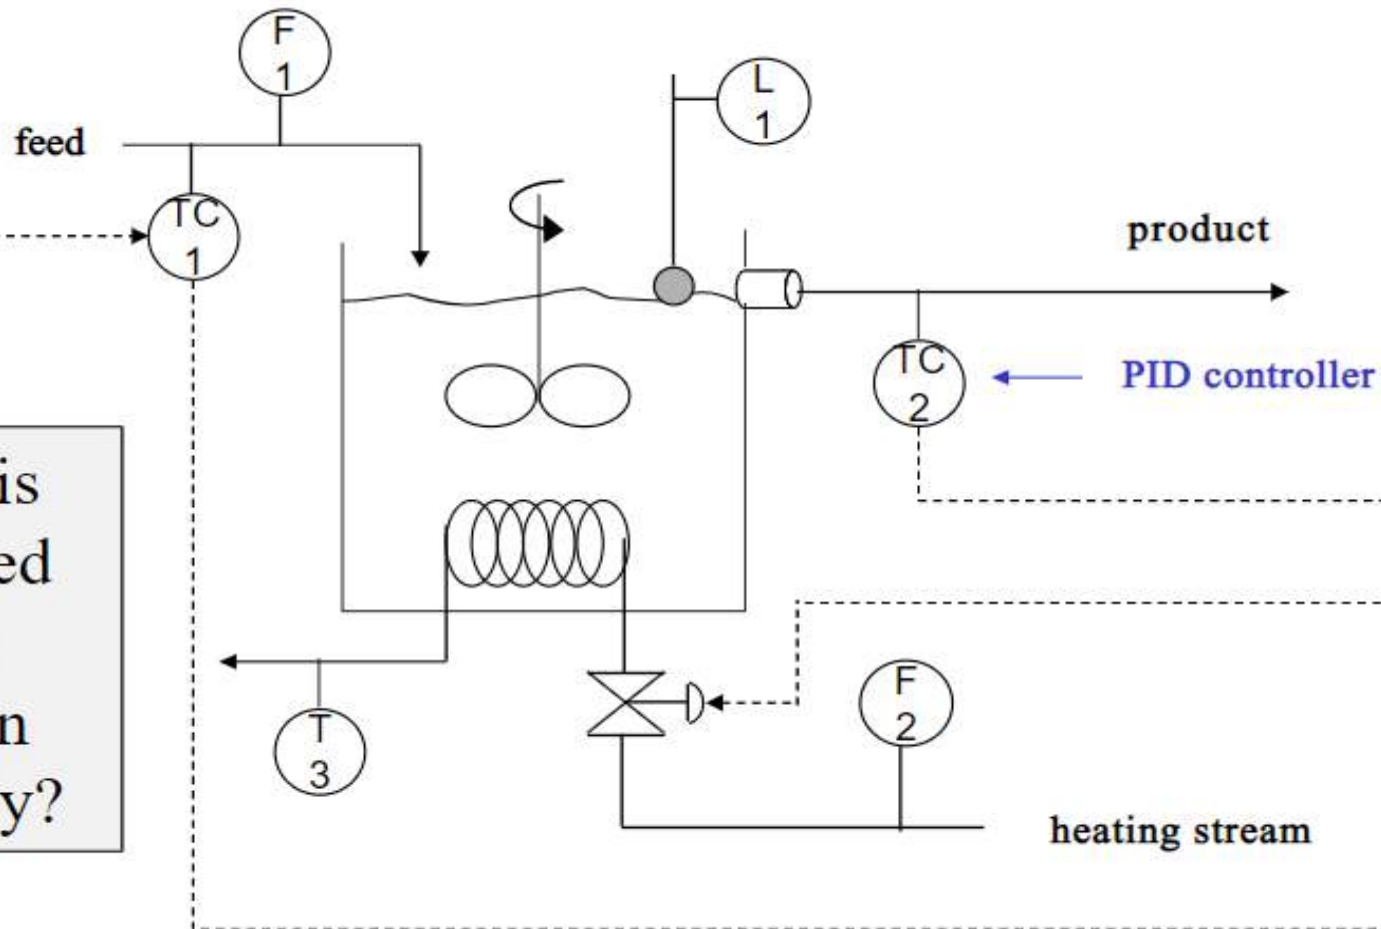 F
1
L
1
feed
TC
1
product
TC
2
PID controller
is
ed
n
y?
T
3
F
2
heating stream